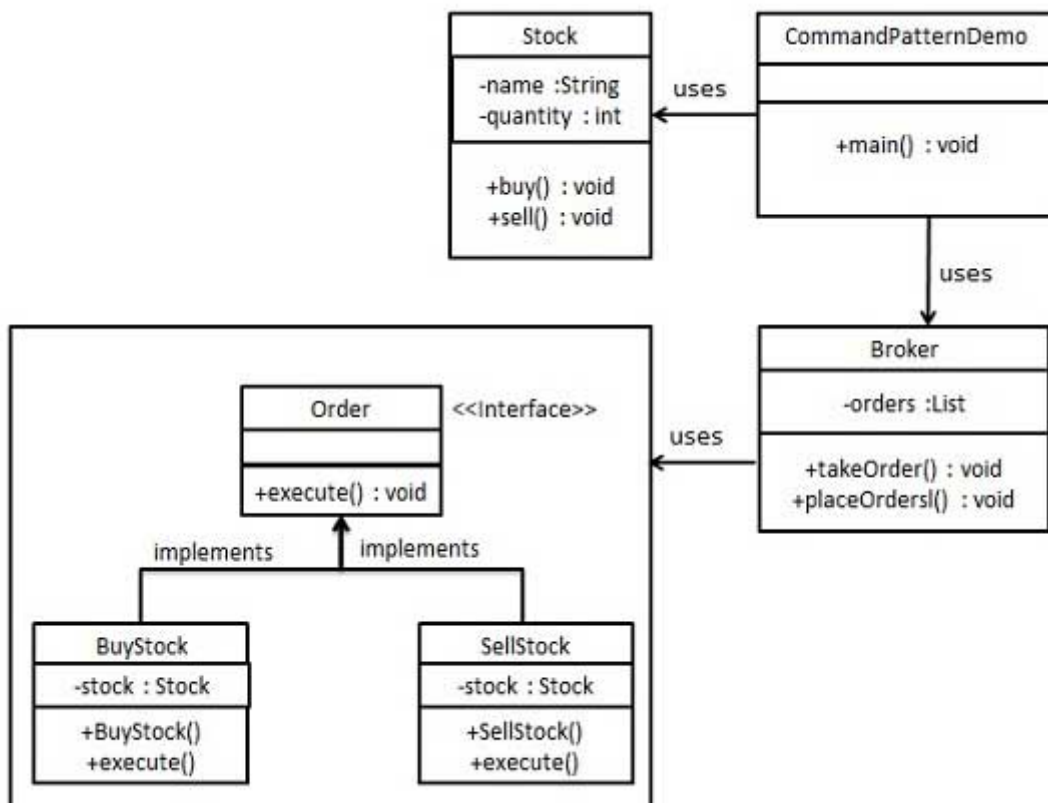 Stock
-name :String
-quantity : int
+buy() : void
+sell() : void
uses
CommandPatternDemo
+main() : void
uses
Broker
-orders :List
+takeOrder() : void
+placeOrdersl() : void
uses
Order
<<Interface>>
+execute() : void
implements
implements
BuyStock
-stock : Stock
+BuyStock()
+execute()
SellStock
-stock : Stock
+SellStock()
+execute()